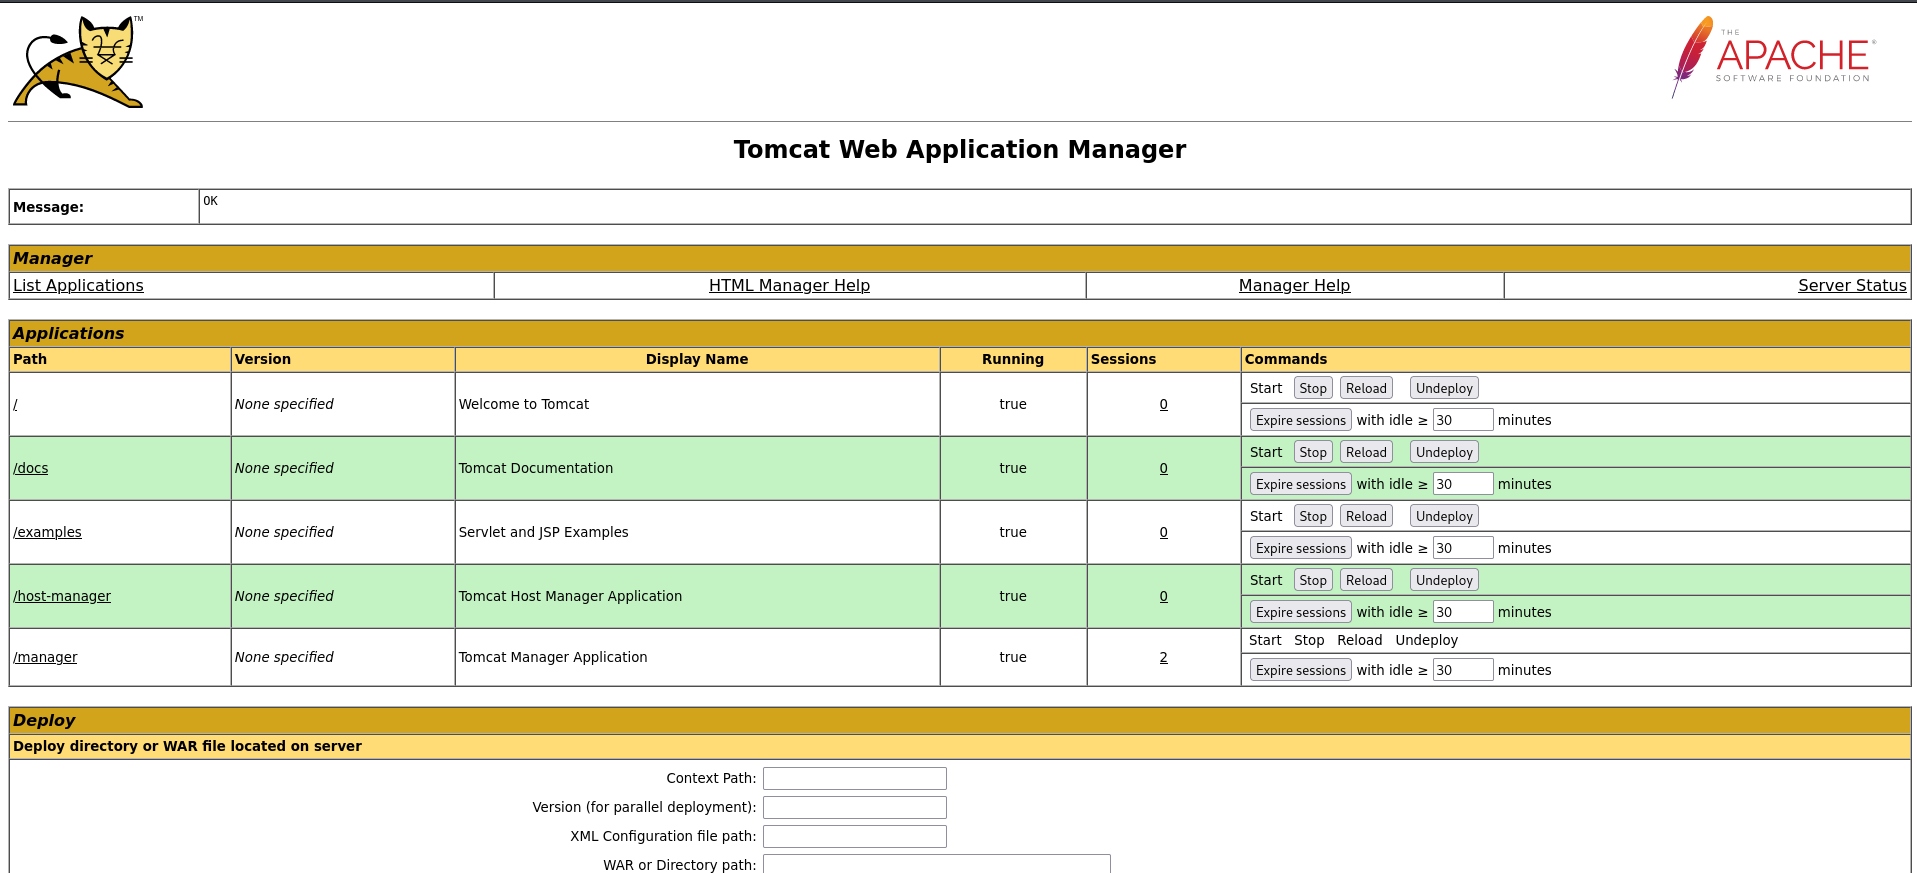 TM
THE
APACHE®
SOFTWARE FOUNDATION
Tomcat Web Application Manager
Message: OK
Manager
List Applications HTML Manager Help Manager Help Server Status
Applications
Path Version Display Name Running Sessions Commands
/ None specified Welcome to Tomcat true 0 Start Stop Reload Undeploy
Expire sessions with idle ≥ 30 minutes
/docs None specified Tomcat Documentation true 0 Start Stop Reload Undeploy
Expire sessions with idle ≥ 30 minutes
/examples None specified Servlet and JSP Examples true 0 Start Stop Reload Undeploy
Expire sessions with idle ≥ 30 minutes
/host-manager None specified Tomcat Host Manager Application true 0 Start Stop Reload Undeploy
Expire sessions with idle ≥ 30 minutes
/manager None specified Tomcat Manager Application true 2 Start Stop Reload Undeploy
Expire sessions with idle ≥ 30 minutes
Deploy
Deploy directory or WAR file located on server
Context Path:
Version (for parallel deployment):
XML Configuration file path:
WAR or Directory path: